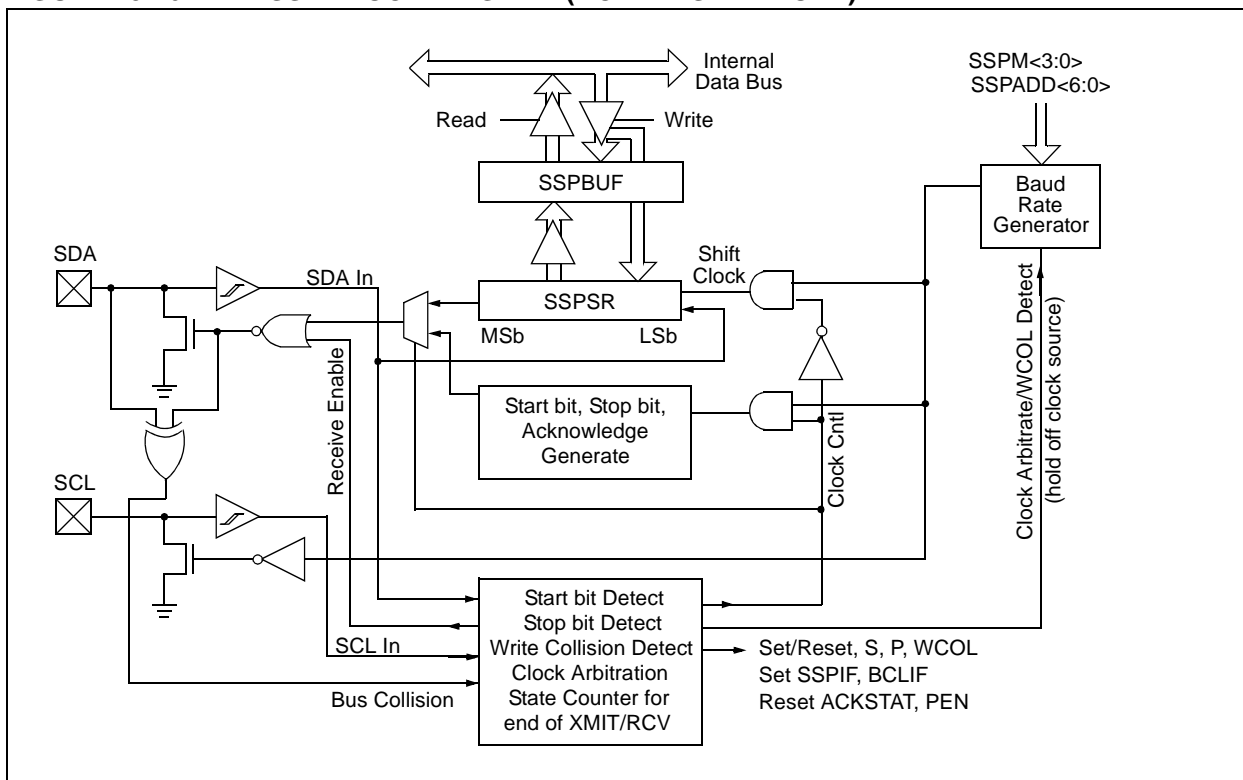 Internal
Data Bus
SSPM<3:0>
SSPADD<6:0>
Read
Write
SSPBUF
Baud
Rate
Generator
SDA
SDA In
Shift
Clock
SSPSR
MSb
LSb
Receive Enable
Start bit, Stop bit,
Acknowledge
Generate
Clock Cntl
Clock Arbitrate/WCOL Detect
(hold off clock source)
SCL
SCL In
Bus Collision
Start bit Detect
Stop bit Detect
Write Collision Detect
Clock Arbitration
State Counter for
end of XMIT/RCV
Set/Reset, S, P, WCOL
Set SSPIF, BCLIF
Reset ACKSTAT, PEN